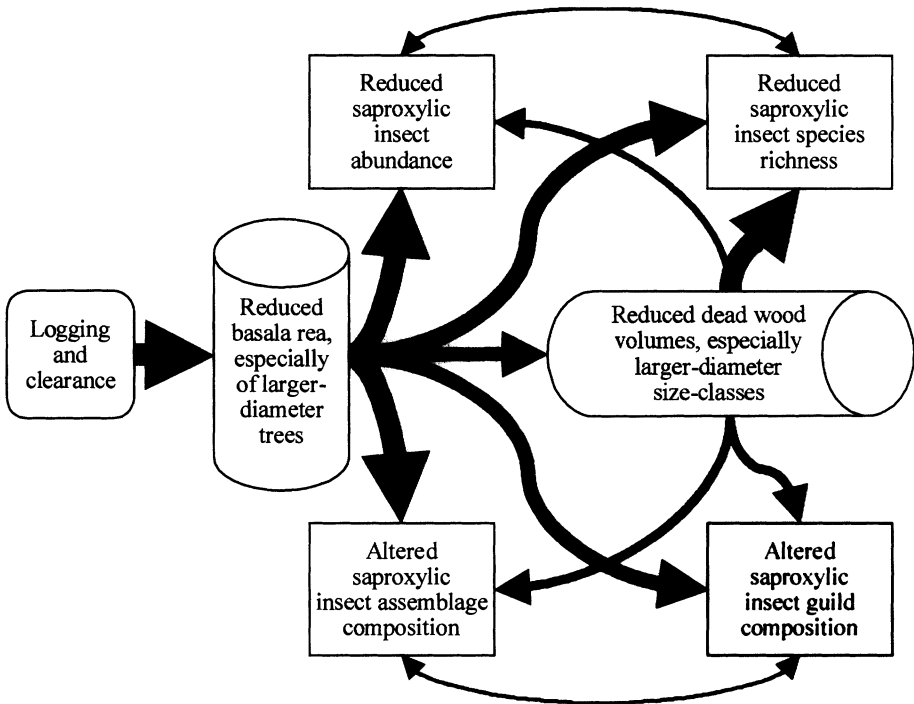 Reduced
saproxylic
insect
abundance
Reduced
saproxylic
insect species
richness
Logging
and
clearance
Reduced
basala rea,
especially
of larger-
diameter
trees
Reduced dead wood
volumes, especially
larger-diameter
size-classes
Altered
saproxylic
insect assemblage
composition
Altered
saproxylic
insect guild
composition